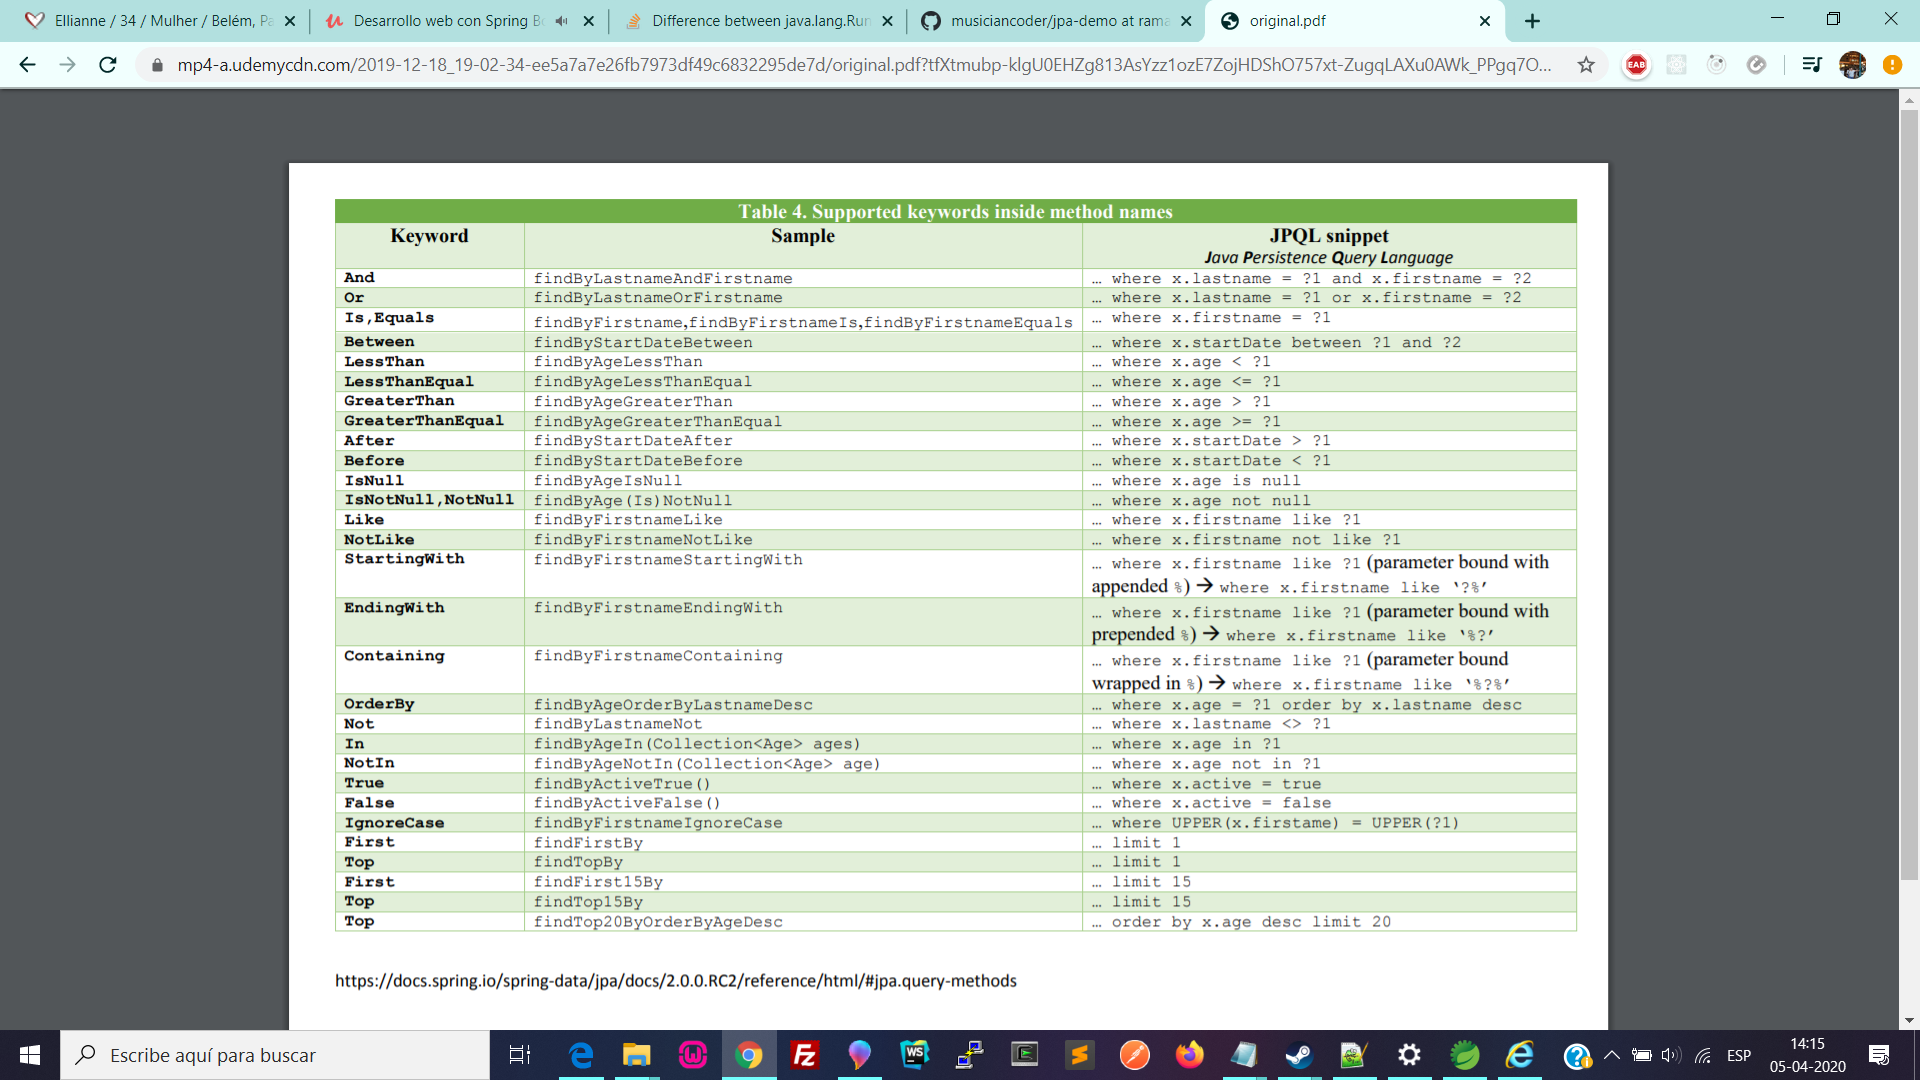 Ellianne / 34 / Mulher / Belém, Pa
Desarrollo web con Spring B
Difference between java.lang.Run
musiciancoder/jpa-demo at rama
original.pdf
mp4-a.udemycdn.com/2019-12-18_19-02-34-ee5a7a7e26fb7973df49c6832295de7d/original.pdf?tfXtmubp-klgU0EHZg813AsYzz1ozE7ZojHDShO757xt-ZugqLAXu0AWk_PPgq7O...
EAB
Table 4. Supported keywords inside method names
Keyword Sample JPQL snippet
Java Persistence Query Language
And findByLastnameAndFirstname … where x.lastname = ?1 and x.firstname = ?2
Or findByLastnameOrFirstname … where x.lastname = ?1 or x.firstname = ?2
Is,Equals findByFirstname,findByFirstnameIs,findByFirstnameEquals … where x.firstname = ?1
Between findByStartDateBetween … where x.startDate between ?1 and ?2
LessThan findByAgeLessThan … where x.age < ?1
LessThanEqual findByAgeLessThanEqual … where x.age <= ?1
GreaterThan findByAgeGreaterThan … where x.age > ?1
GreaterThanEqual findByAgeGreaterThanEqual … where x.age >= ?1
After findByStartDateAfter … where x.startDate > ?1
Before findByStartDateBefore … where x.startDate < ?1
IsNull findByAgeIsNull … where x.age is null
IsNotNull,NotNull findByAge(Is)NotNull … where x.age not null
Like findByFirstnameLike … where x.firstname like ?1
NotLike findByFirstnameNotLike … where x.firstname not like ?1
StartingWith findByFirstnameStartingWith … where x.firstname like ?1 (parameter bound with
appended %) → where x.firstname like ‘?%’
EndingWith findByFirstnameEndingWith … where x.firstname like ?1 (parameter bound with
prepended %) → where x.firstname like ‘%?’
Containing findByFirstnameContaining … where x.firstname like ?1 (parameter bound
wrapped in %) → where x.firstname like ‘%?%’
OrderBy findByAgeOrderByLastnameDesc … where x.age = ?1 order by x.lastname desc
Not findByLastnameNot … where x.lastname <> ?1
In findByAgeIn(Collection<Age> ages) … where x.age in ?1
NotIn findByAgeNotIn(Collection<Age> age) … where x.age not in ?1
True findByActiveTrue() … where x.active = true
False findByActiveFalse() … where x.active = false
IgnoreCase findByFirstnameIgnoreCase … where UPPER(x.firstame) = UPPER(?1)
First findFirstBy … limit 1
Top findTopBy … limit 1
First findFirst15By … limit 15
Top findTop15By … limit 15
Top findTop20ByOrderByAgeDesc … order by x.age desc limit 20
https://docs.spring.io/spring-data/jpa/docs/2.0.0.RC2/reference/html/#jpa.query-methods
Escribe aquí para buscar
FZ
WS
ESP
14:15
05-04-2020